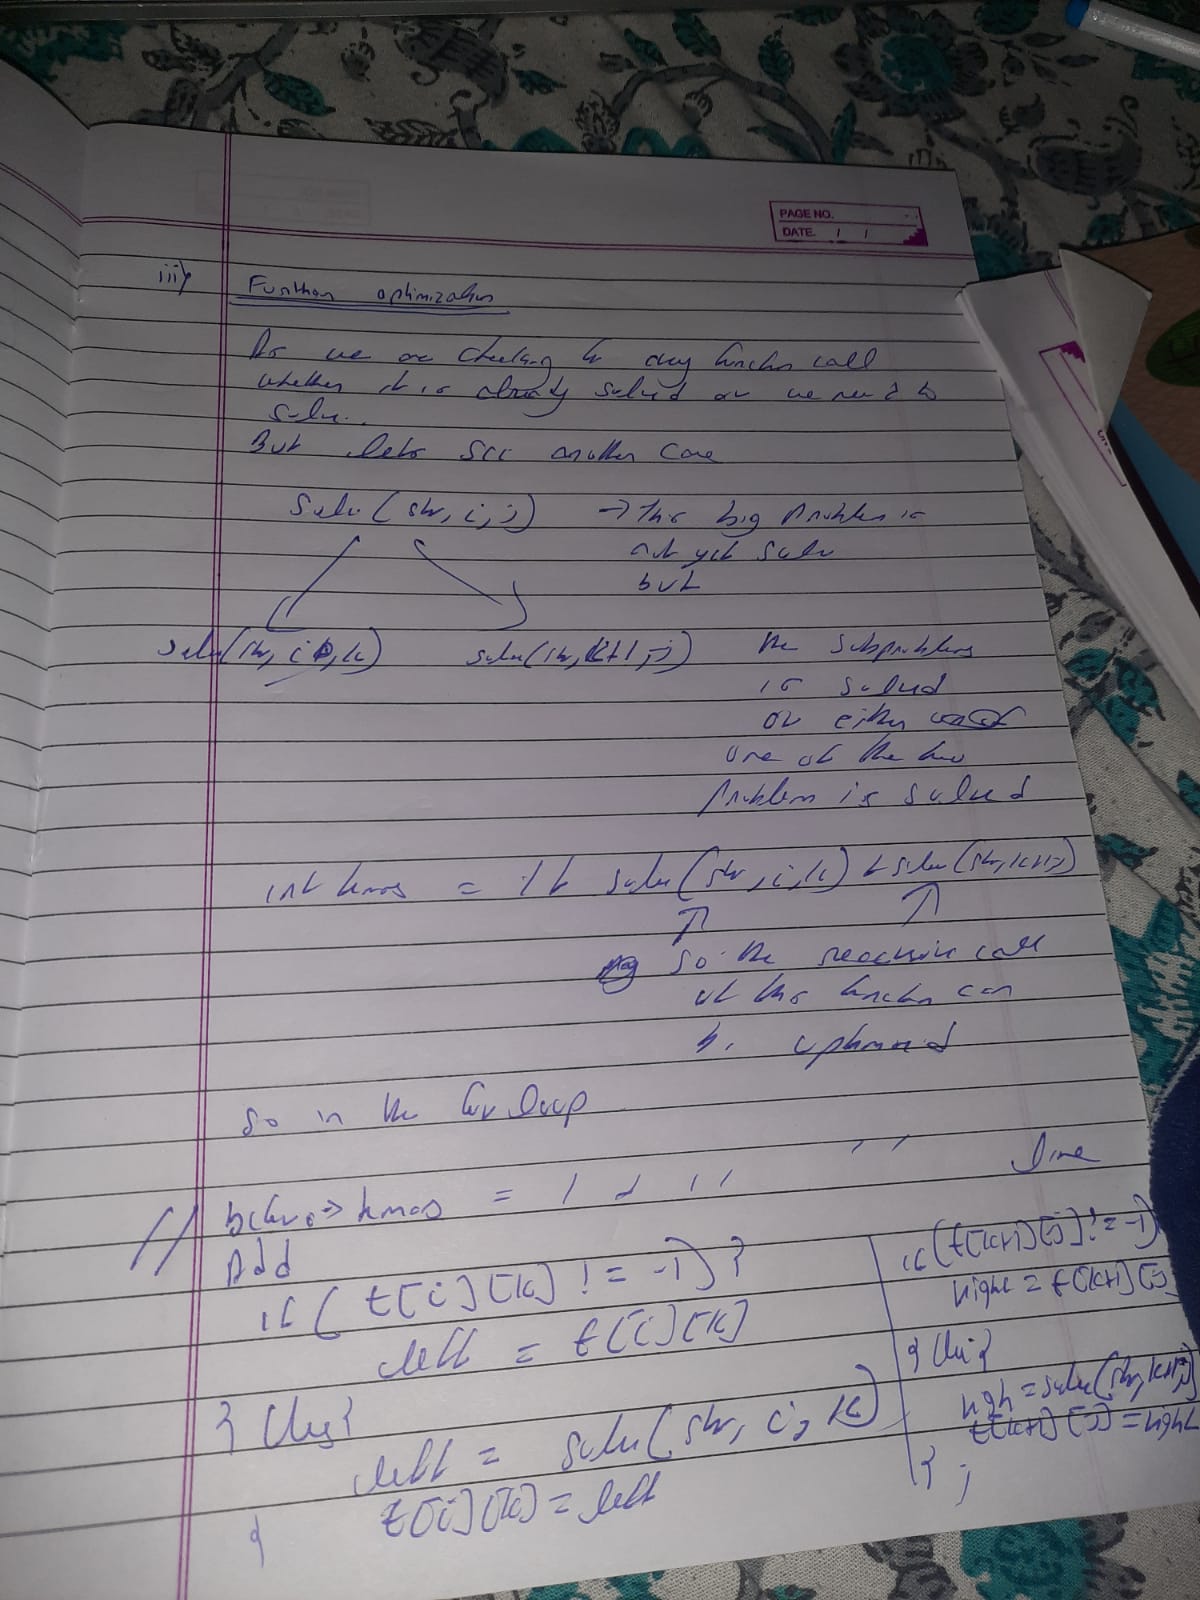 PAGE NO.
DATE. / /
iii) Further optimization
As we are checking for any function call
whether it is already solved or we need to
solve..
But lets see another case
Solve(str, i, j) → this big problem is
not yet solve
but
solve(str, i, k) solve(str, k+1, j) the subproblems
is solved
or either
one of the two
problem is solved
int temp = 1 + solve(str, i, k) + solve(str, k+1, j)
so the recursive call
of this function can
be optimized
so in the for loop
// before → temp = 1 + line
Add
if( t[i][k] != -1){
left = t[i][k]
} else{
left = solve(str, i, k)
t[i][k] = left
}
if(t[k+1][j] != -1)
right = t[k+1][j]
} else{
right = solve(str, k+1, j)
t[k+1][j] = right
} ;